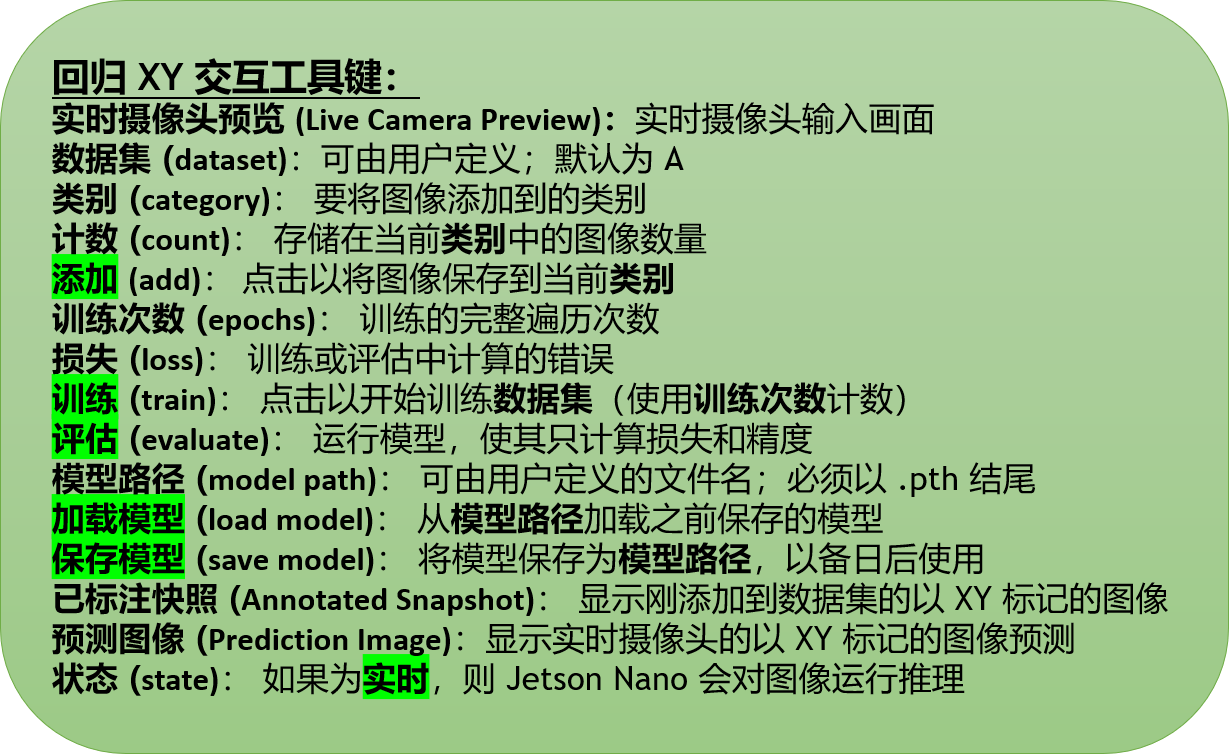 回归 XY 交互工具键：
实时摄像头预览 (Live Camera Preview)：实时摄像头输入画面
数据集 (dataset)：可由用户定义；默认为 A
类别 (category)： 要将图像添加到的类别
计数 (count)： 存储在当前类别中的图像数量
添加 (add)： 点击以将图像保存到当前类别
训练次数 (epochs)： 训练的完整遍历次数
损失 (loss)： 训练或评估中计算的错误
训练 (train)： 点击以开始训练数据集（使用训练次数计数）
评估 (evaluate)： 运行模型，使其只计算损失和精度
模型路径 (model path)： 可由用户定义的文件名；必须以 .pth 结尾
加载模型 (load model)： 从模型路径加载之前保存的模型
保存模型 (save model)： 将模型保存为模型路径，以备日后使用
已标注快照 (Annotated Snapshot)： 显示刚添加到数据集的以 XY 标记的图像
预测图像 (Prediction Image)：显示实时摄像头的以 XY 标记的图像预测
状态 (state)： 如果为实时，则 Jetson Nano 会对图像运行推理